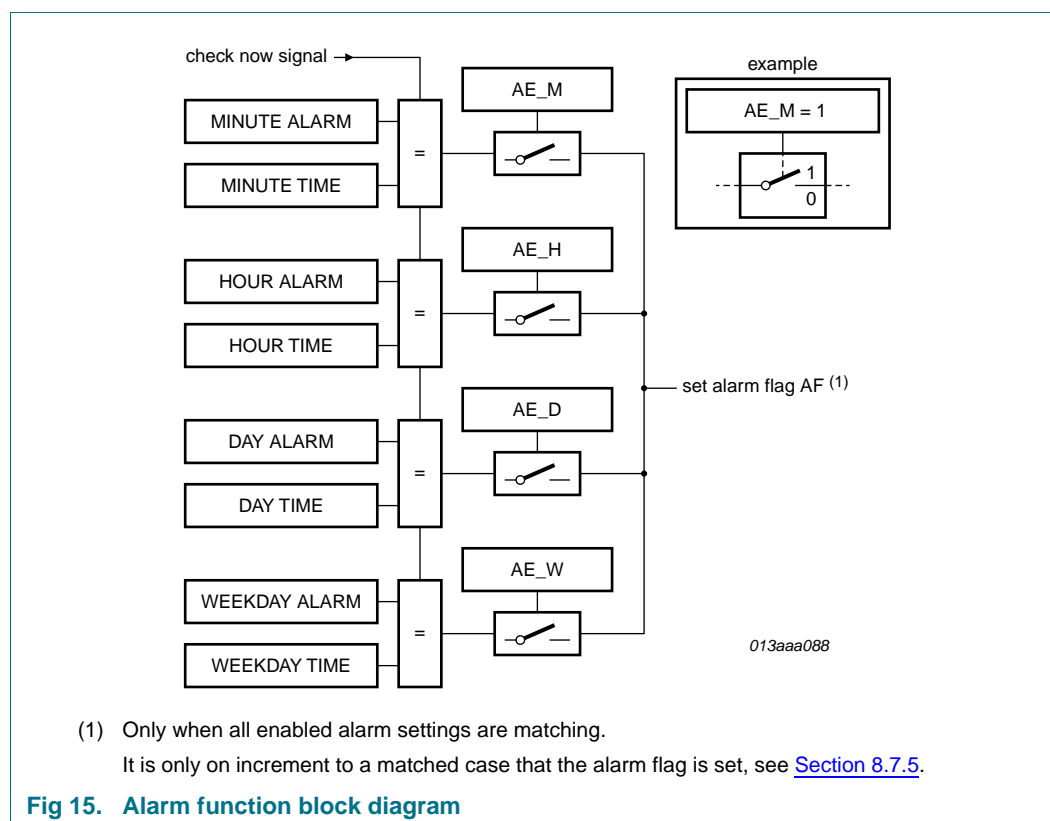 check now signal
example
AE_M
AE_M = 1
MINUTE ALARM
=
MINUTE TIME
1
0
AE_H
HOUR ALARM
=
HOUR TIME
set alarm flag AF (1)
AE_D
DAY ALARM
=
DAY TIME
AE_W
WEEKDAY ALARM
=
WEEKDAY TIME
013aaa088
(1) Only when all enabled alarm settings are matching.
It is only on increment to a matched case that the alarm flag is set, see Section 8.7.5.
Fig 15. Alarm function block diagram